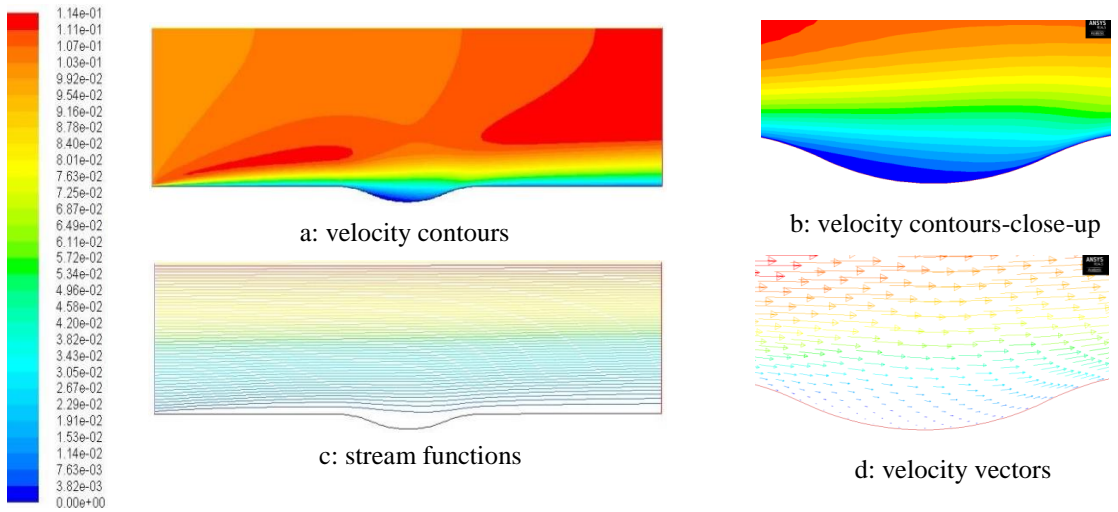 1.14e-01
1.11e-01
1.07e-01
1.03e-01
9.92e-02
9.54e-02
9.16e-02
8.78e-02
8.40e-02
8.01e-02
7.63e-02
7.25e-02
6.87e-02
6.49e-02
6.11e-02
5.72e-02
5.34e-02
4.96e-02
4.58e-02
4.20e-02
3.82e-02
3.43e-02
3.05e-02
2.67e-02
2.29e-02
1.91e-02
1.53e-02
1.14e-02
7.63e-03
3.82e-03
0.00e+00
a: velocity contours
ANSYS
b: velocity contours-close-up
c: stream functions
ANSYS
d: velocity vectors